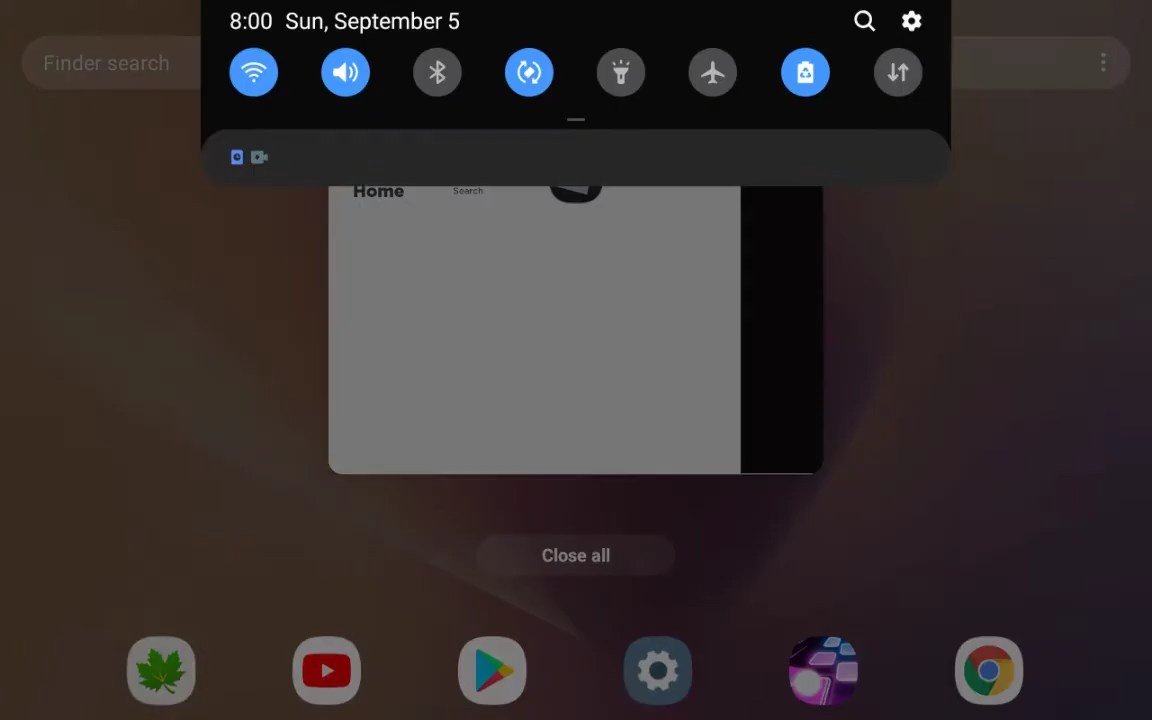 8:00 Sun, September 5
Finder search
Home
Search
Close all